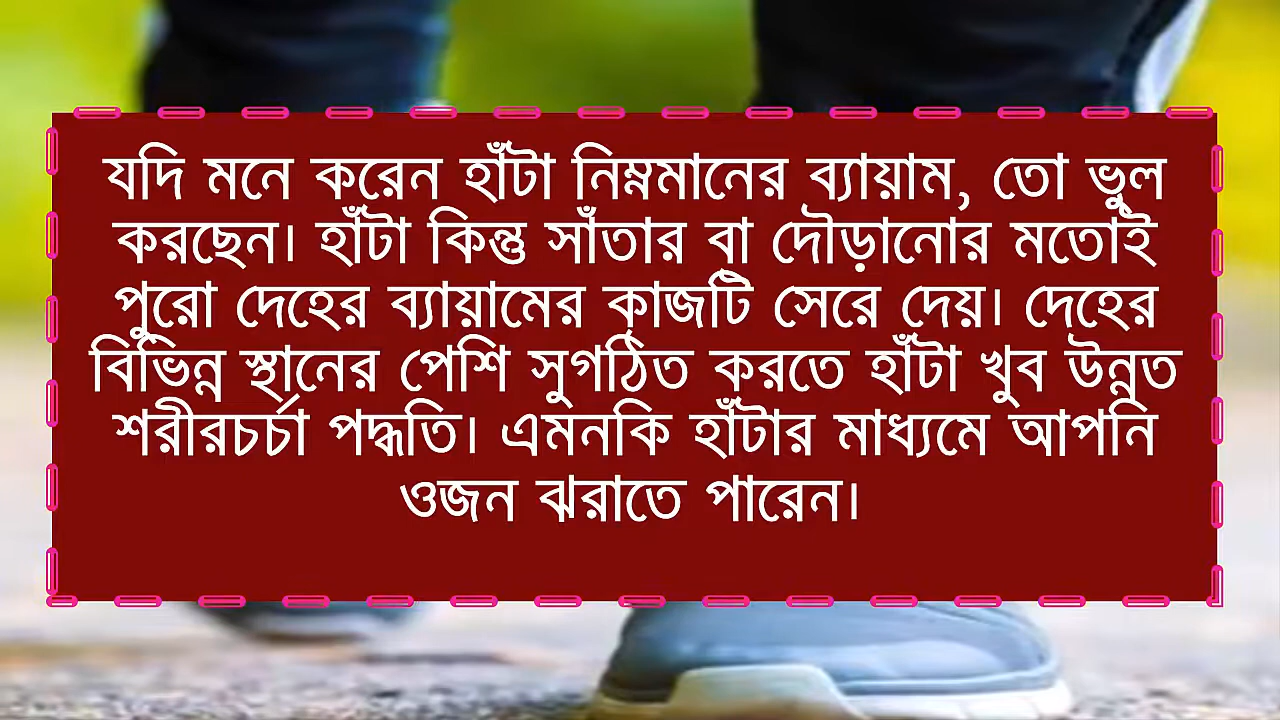 যদি মনে করেন হাঁটা নিম্নমানের ব্যায়াম, তো ভুল
করছেন। হাঁটা কিন্তু সাঁতার বা দৌড়ানোর মতোই
পুরো দেহের ব্যায়ামের কাজটি সেরে দেয়। দেহের
বিভিন্ন স্থানের পেশি সুগঠিত করতে হাঁটা খুব উন্নত
শরীরচর্চা পদ্ধতি। এমনকি হাঁটার মাধ্যমে আপনি
ওজন ঝরাতে পারেন।